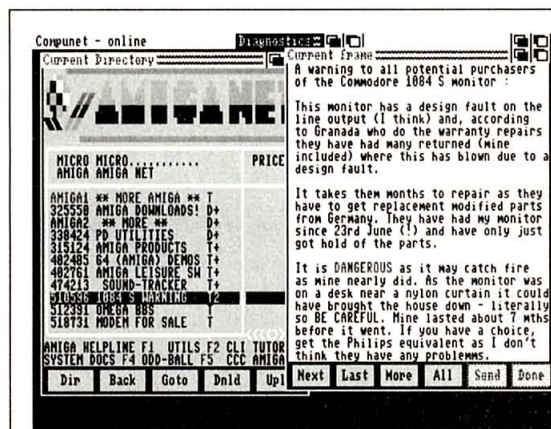 Compunet - online
Diagnostics
Current Directory
AMIGANET
MICRO MICRO........... PRICE
AMIGA AMIGA NET
AMIGA1 ** MORE AMIGA ** T
325558 AMIGA DOWNLOADS! D+
AMIGA2 ** MORE ** D
338424 PD UTILITIES D+
315124 AMIGA PRODUCTS T+
482485 64 (AMIGA) DEMOS T+
482761 AMIGA LEISURE SW T+
474213 SOUND-TRACKER T+
510596 1084 S WARNING T2
512391 OMEGA BBS T
518731 MODEM FOR SALE T
AMIGA HELPLINE F1 UTILS F2 CLI TUTOR
SYSTEM DOCS F4 ODD-BALL F5 CCC AMIGA
Dir Back Goto Dnld Upl
Current frame
A warning to all potential purchasers
of the Commodore 1084 S monitor :
This monitor has a design fault on the
line output (I think) and, according
to Granada who do the warranty repairs
they have had many returned (mine
included) where this has blown due to a
design fault.
It takes them months to repair as they
have to get replacement modified parts
from Germany. They have had my monitor
since 23rd June (!) and have only just
got hold of the parts.
It is DANGEROUS as it may catch fire
as mine nearly did. As the monitor was
on a desk near a nylon curtain it could
have brought the house down - literally
so BE CAREFUL. Mine lasted about 7 mths
before it went. If you have a choice,
get the Philips equivalent as I don't
think they have any problemms.
Next Last More All Send Done